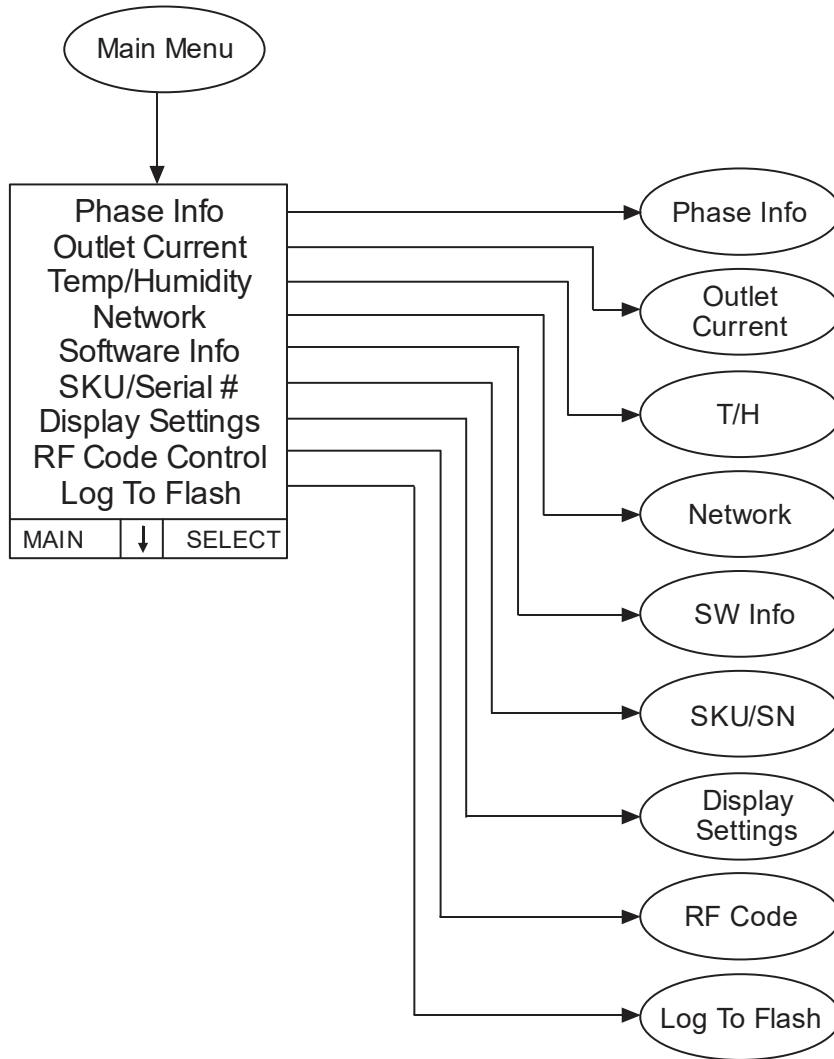 Main Menu
Phase Info
Outlet Current
Temp/Humidity
Network
Software Info
SKU/Serial #
Display Settings
RF Code Control
Log To Flash
MAIN ↓ SELECT
Phase Info
Outlet
Current
T/H
Network
SW Info
SKU/SN
Display
Settings
RF Code
Log To Flash